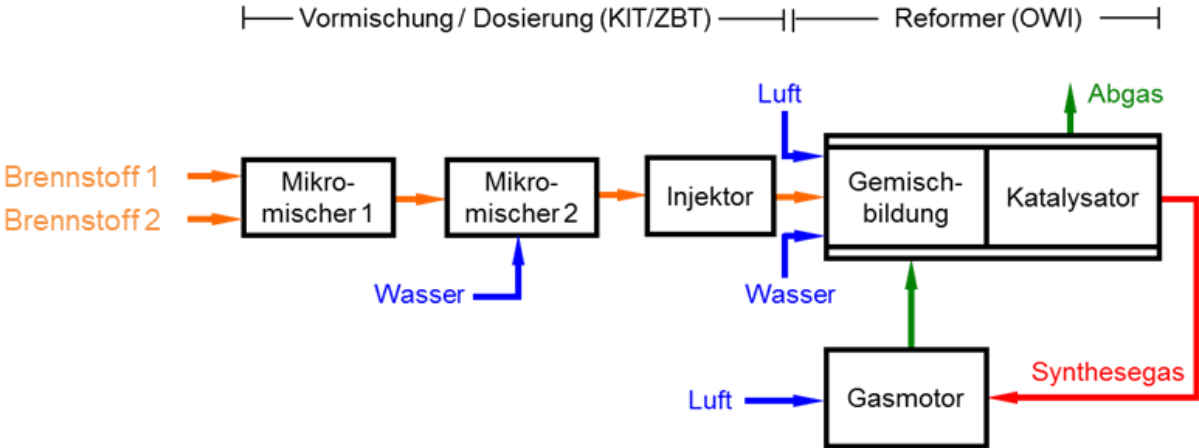 Vormischung / Dosierung (KIT/ZBT)
Reformer (OWI)
Luft
Abgas
Brennstoff 1
Brennstoff 2
Mikro-
mischer 1
Mikro-
mischer 2
Injektor
Gemisch-
bildung
Katalysator
Wasser
Wasser
Synthesegas
Luft
Gasmotor